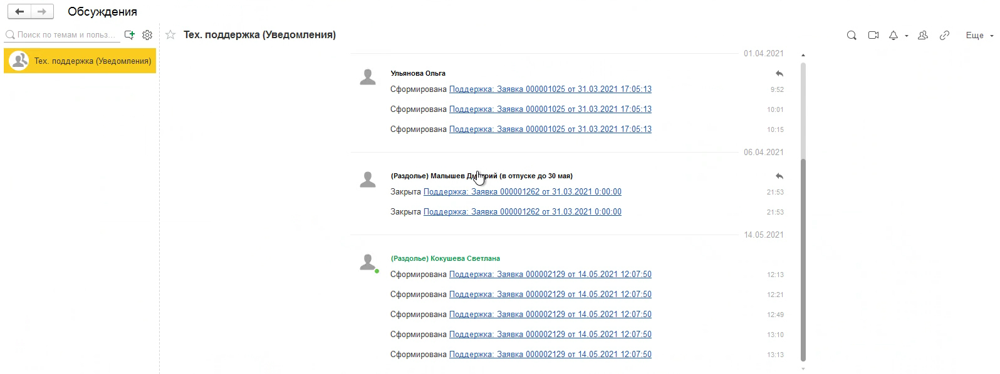 Обсуждения
Поиск по темам и польз...
Тех. поддержка (Уведомления)
Тех. поддержка (Уведомления)
Еще
01.04.2021
Ульянова Ольга
Сформирована Поддержка: Заявка 000001025 от 31.03.2021 17:05:13 9:52
Сформирована Поддержка: Заявка 000001025 от 31.03.2021 17:05:13 10:01
Сформирована Поддержка: Заявка 000001025 от 31.03.2021 17:05:13 10:15
06.04.2021
(Раздолье) Малышев Дмитрий (в отпуске до 30 мая)
Закрыта Поддержка: Заявка 000001262 от 31.03.2021 0:00:00 21:53
Закрыта Поддержка: Заявка 000001262 от 31.03.2021 0:00:00 21:53
14.05.2021
(Раздолье) Кокушева Светлана
Сформирована Поддержка: Заявка 000002129 от 14.05.2021 12:07:50 12:13
Сформирована Поддержка: Заявка 000002129 от 14.05.2021 12:07:50 12:21
Сформирована Поддержка: Заявка 000002129 от 14.05.2021 12:07:50 12:49
Сформирована Поддержка: Заявка 000002129 от 14.05.2021 12:07:50 13:10
Сформирована Поддержка: Заявка 000002129 от 14.05.2021 12:07:50 13:13